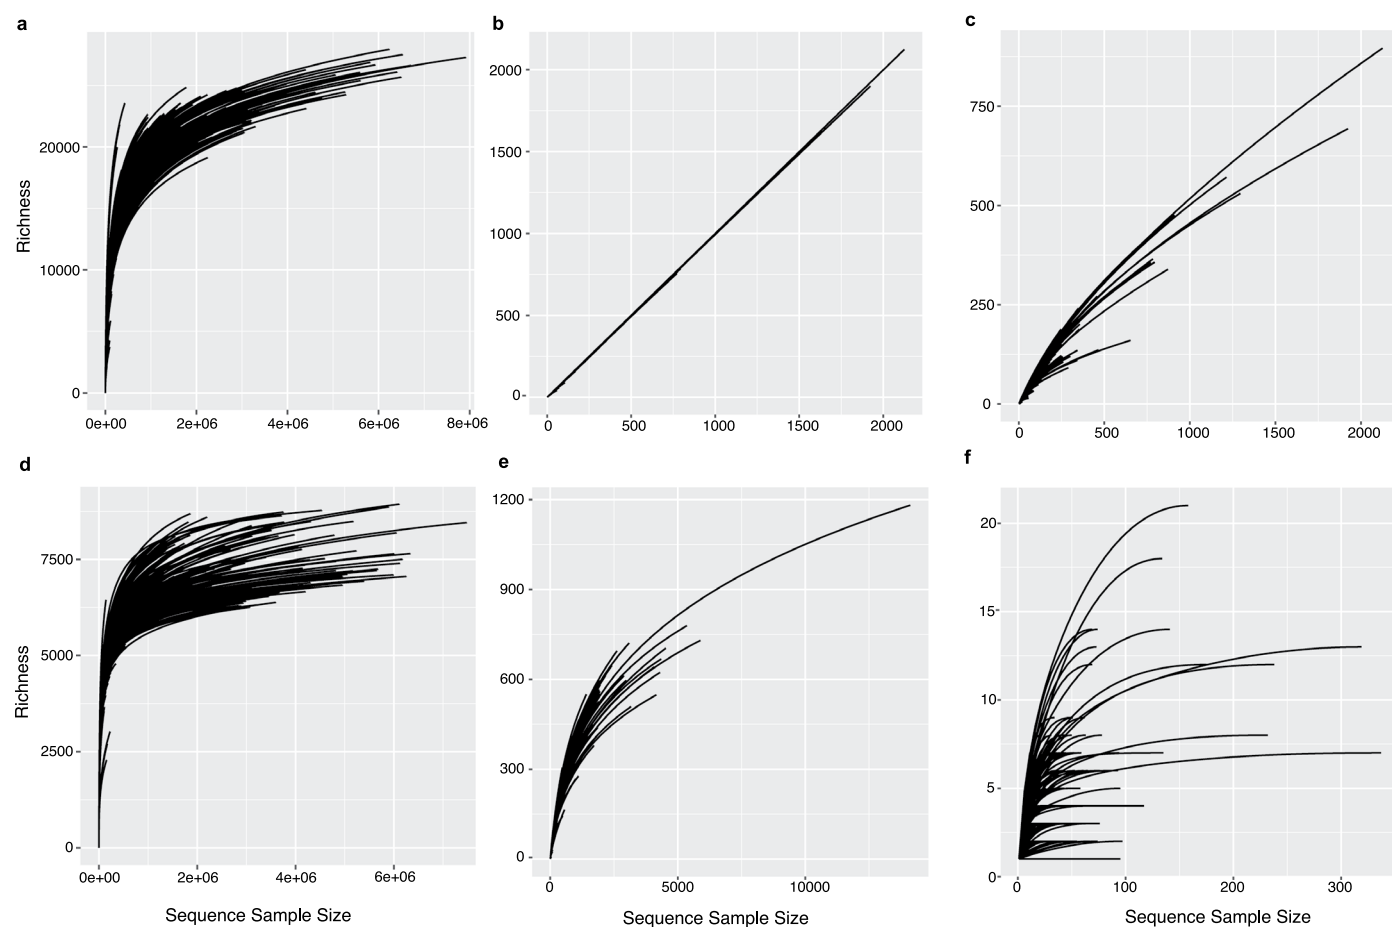 a
b
c
Richness
20000
10000
0
0e+00 2e+06 4e+06 6e+06 8e+06
2000
1500
1000
500
0
0 500 1000 1500 2000
750
500
250
0
0 500 1000 1500 2000
d
e
f
Richness
7500
5000
2500
0
0e+00 2e+06 4e+06 6e+06
Sequence Sample Size
1200
900
600
300
0
0 5000 10000
Sequence Sample Size
20
15
10
5
0
0 100 200 300
Sequence Sample Size